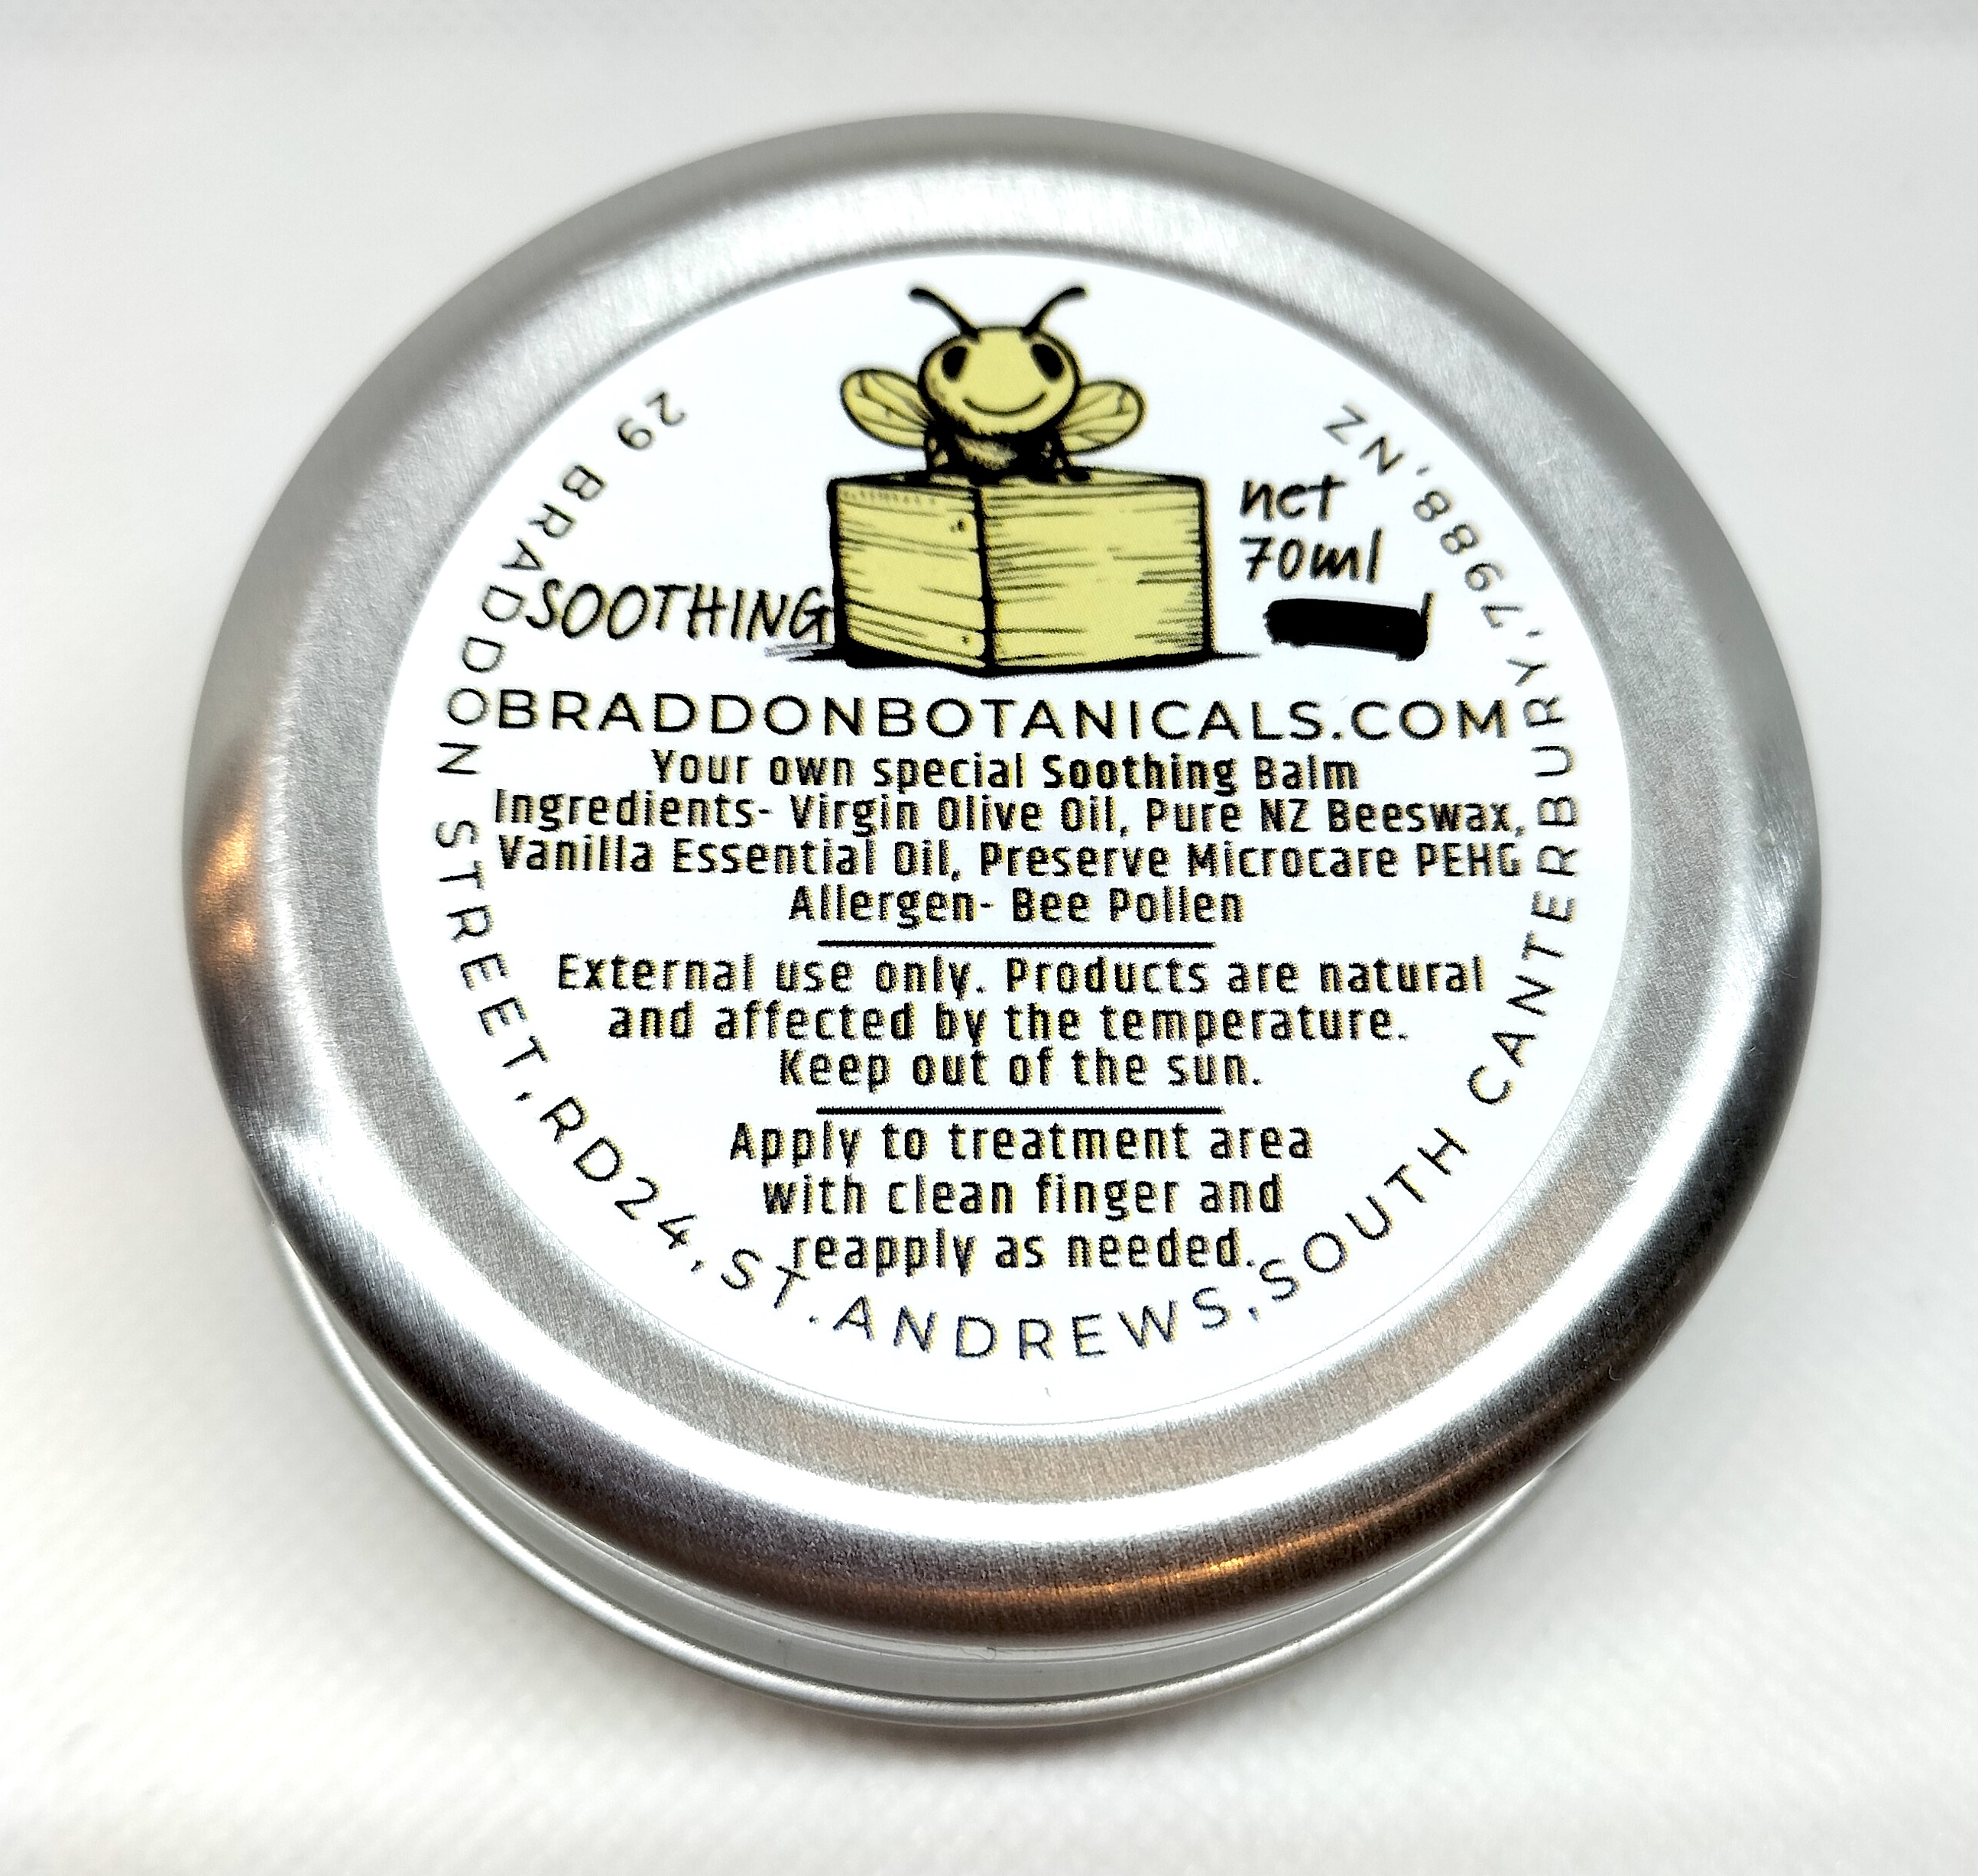 29 BRADDON STREET, RD24, ST. ANDREWS, SOUTH CANTERBURY, 7988, NZ
SOOTHING
net
70ml
BRADDONBOTANICALS.COM
Your own special Soothing Balm
Ingredients- Virgin Olive Oil, Pure NZ Beeswax,
Vanilla Essential Oil, Preserve Microcare PEHG
Allergen- Bee Pollen
External use only. Products are natural
and affected by the temperature.
Keep out of the sun.
Apply to treatment area
with clean finger and
reapply as needed.